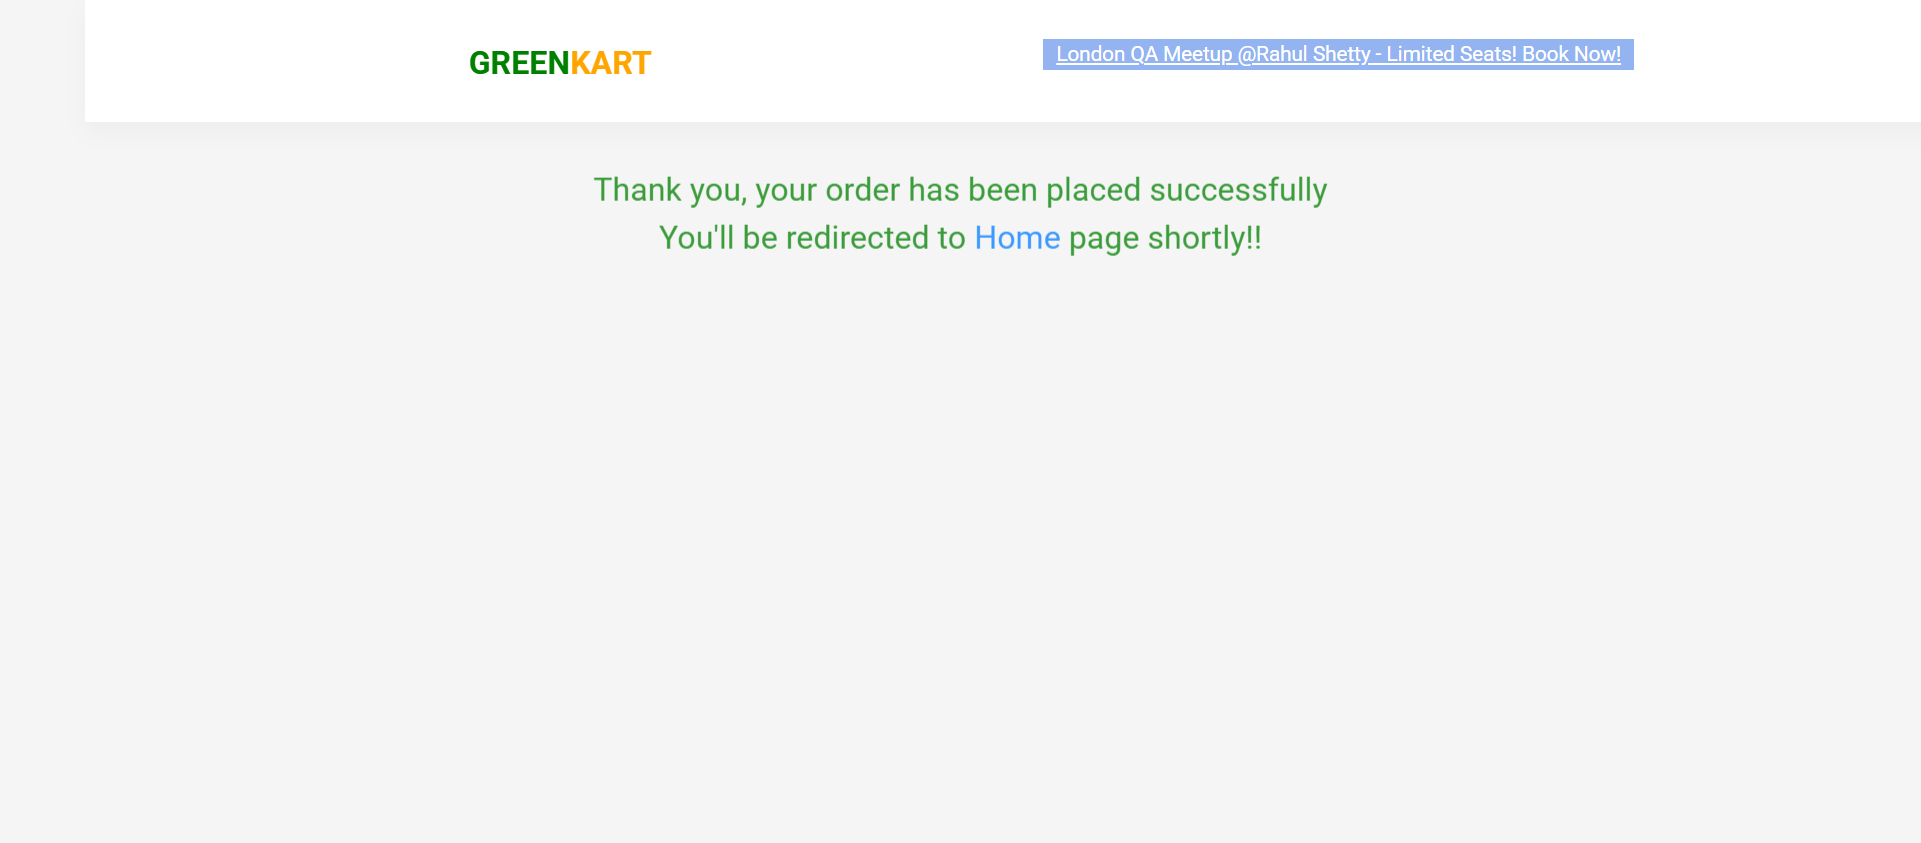 GREENKART
London QA Meetup @Rahul Shetty - Limited Seats! Book Now!
Thank you, your order has been placed successfully
You'll be redirected to Home page shortly!!